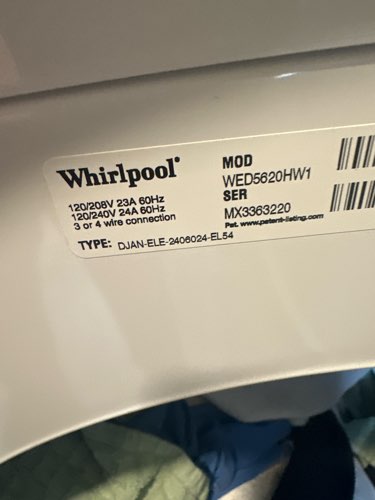 Whirlpool
120/208V 23A 60Hz
120/240V 24A 60Hz
3 or 4 wire connection
MOD
WED5620HW1
SER
MX3363220
Pat. www.patent-listing.com
TYPE: DJAN-ELE-2406024-EL54